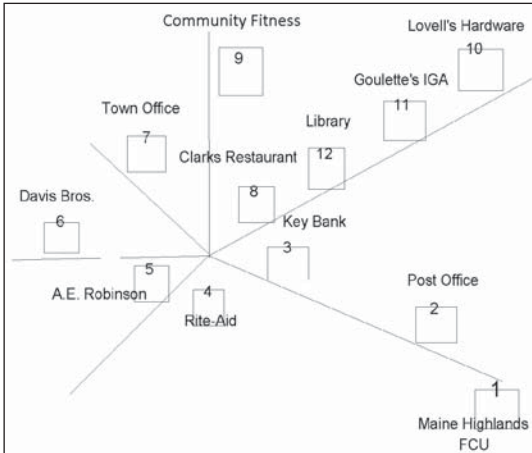 Community Fitness
9
Lovell's Hardware
10
Goulette's IGA
11
Town Office
7
Library
12
Clarks Restaurant
8
Davis Bros.
6
Key Bank
3
5
A.E. Robinson
4
Rite-Aid
Post Office
2
1
Maine Highlands
FCU